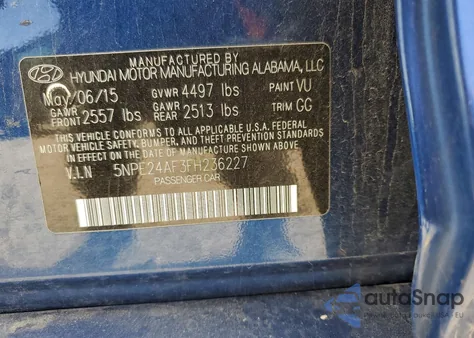 MANUFACTURED BY
HYUNDAI MOTOR MANUFACTURING ALABAMA, LLC
May/06/15 GVWR 4497 lbs PAINT VU
GAWR FRONT 2557 lbs GAWR REAR 2513 lbs TRIM GG
THIS VEHICLE CONFORMS TO ALL APPLICABLE U.S.A. FEDERAL
MOTOR VEHICLE SAFETY, BUMPER, AND THEFT PREVENTION STANDARDS
IN EFFECT ON THE DATE OF MANUFACTURE SHOWN ABOVE.
V.I.N 5NPE24AF3FH236227
PASSENGER CAR
autoSnap